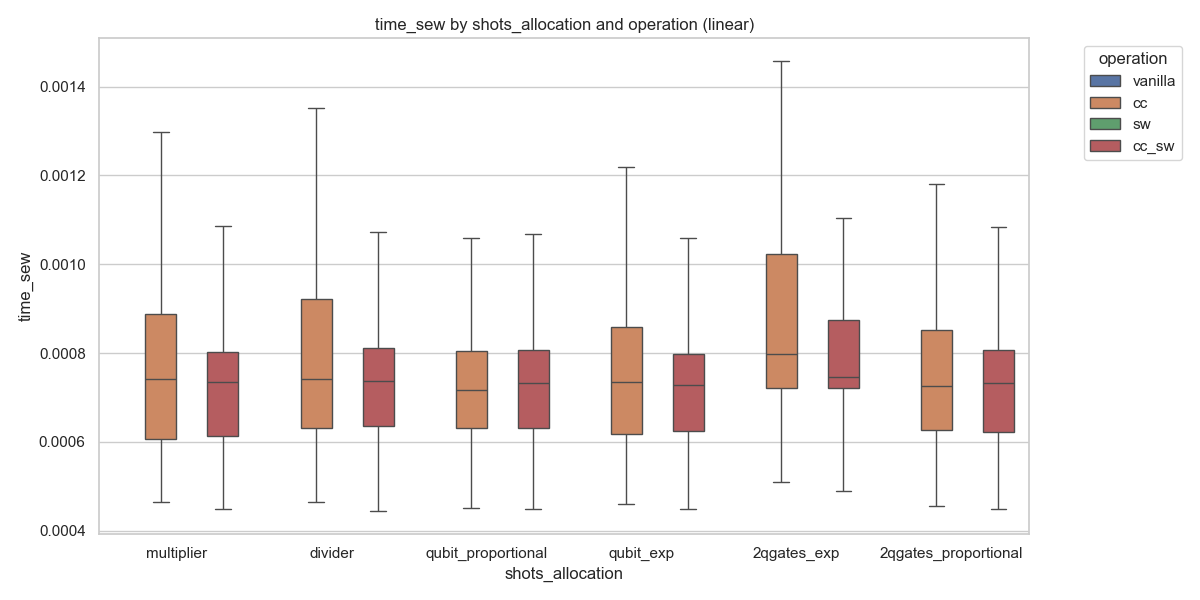 time_sew by shots_allocation and operation (linear)
operation
vanilla
cc
sw
cc_sw
time_sew
0.0014
0.0012
0.0010
0.0008
0.0006
0.0004
multiplier
divider
qubit_proportional
qubit_exp
2qgates_exp
2qgates_proportional
shots_allocation